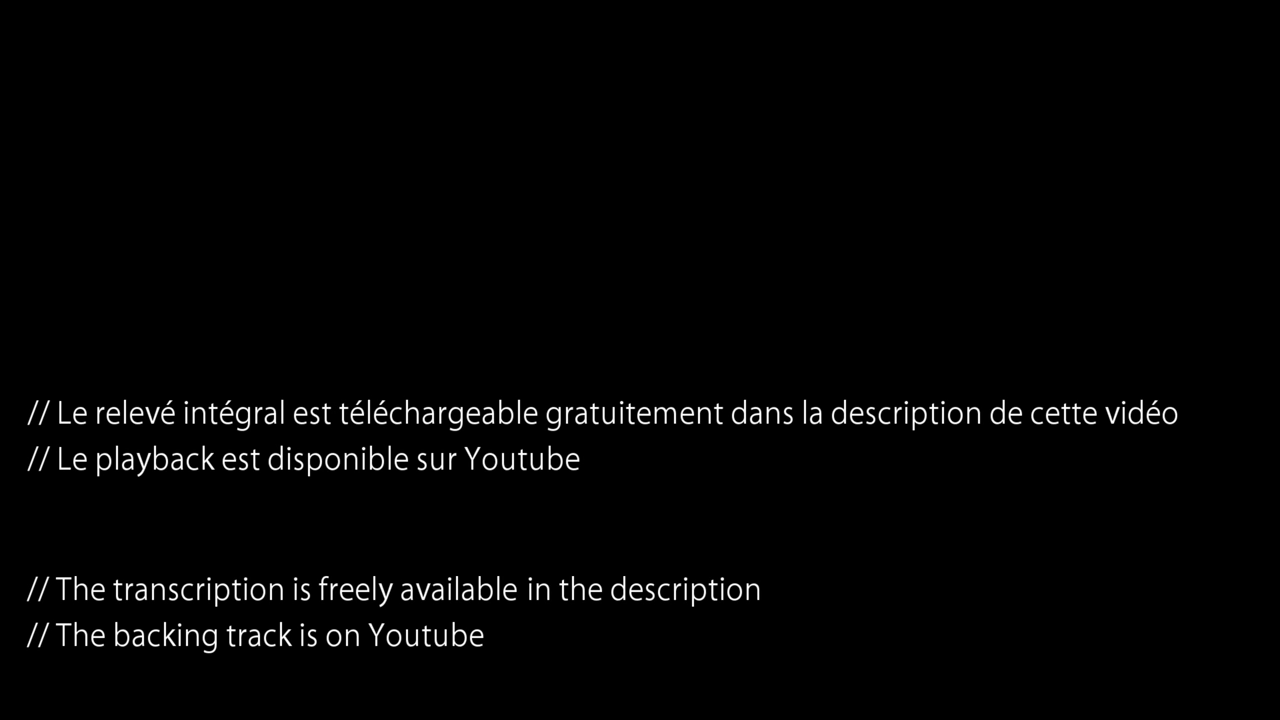 // Le relevé intégral est téléchargeable gratuitement dans la description de cette vidéo
// Le playback est disponible sur Youtube
// The transcription is freely available in the description
// The backing track is on Youtube